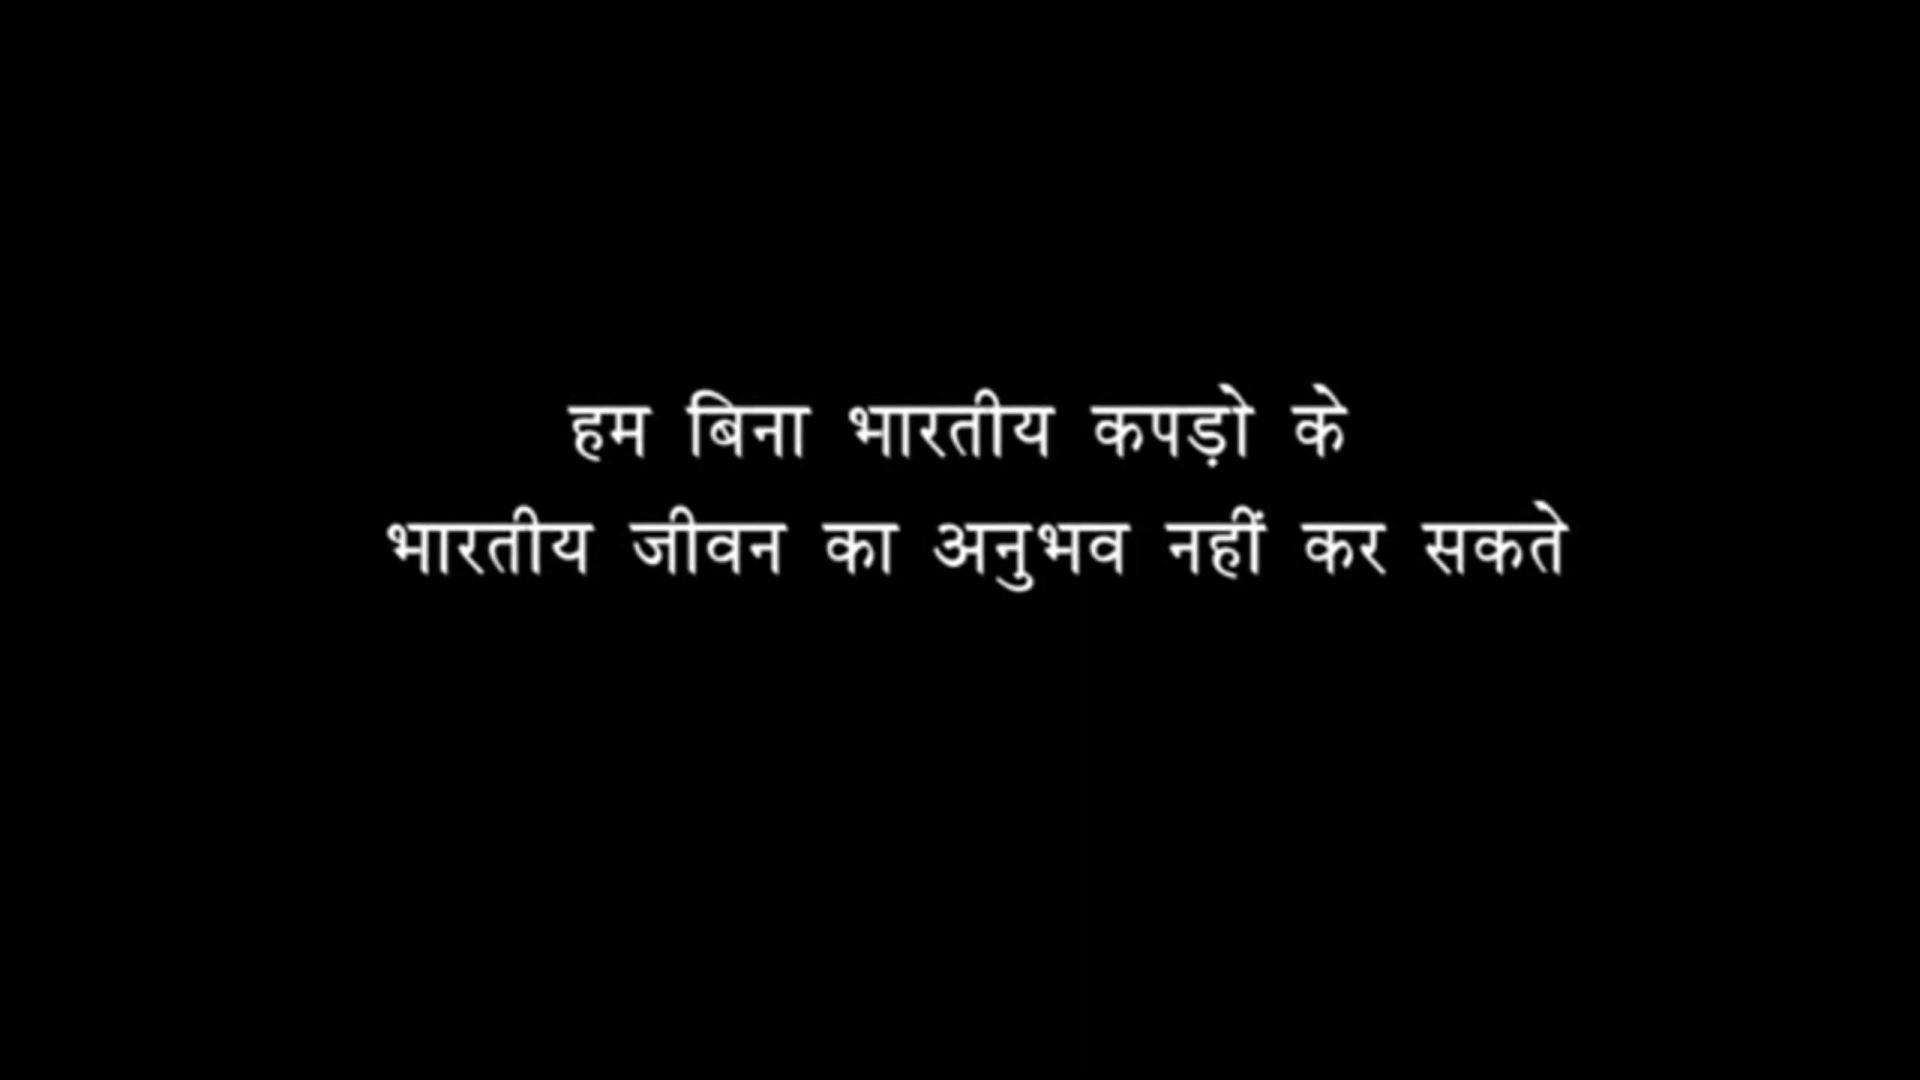 हम बिना भारतीय कपड़ो के
भारतीय जीवन का अनुभव नहीं कर सकते